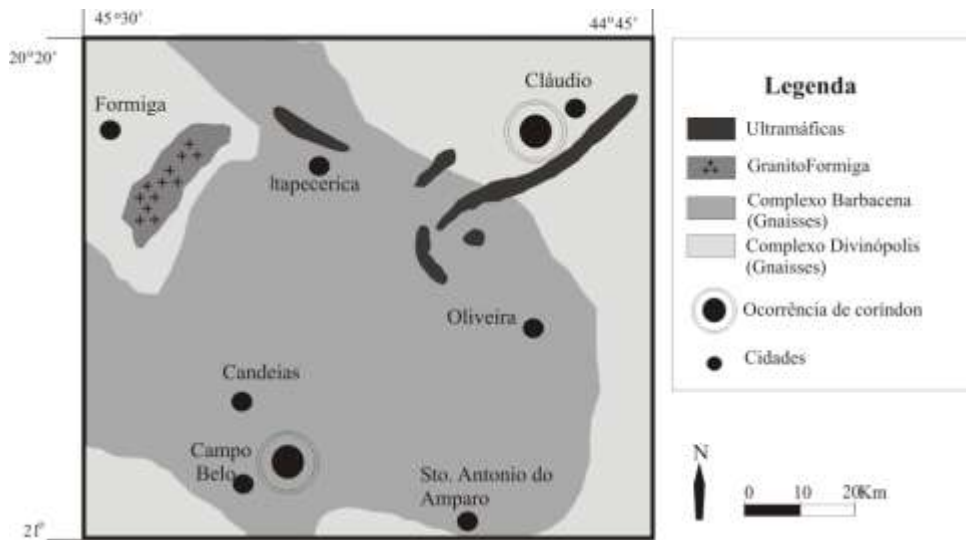 45°30'
44°45'
20°20'
Formiga
Cláudio
Itapecerica
Oliveira
Candeias
Campo
Belo
Sto. Antonio do
Amparo
21°
Legenda
Ultramáficas
GranitoFormiga
Complexo Barbacena
(Gnaisses)
Complexo Divinópolis
(Gnaisses)
Ocorrência de coríndon
Cidades
N
0 10 20Km